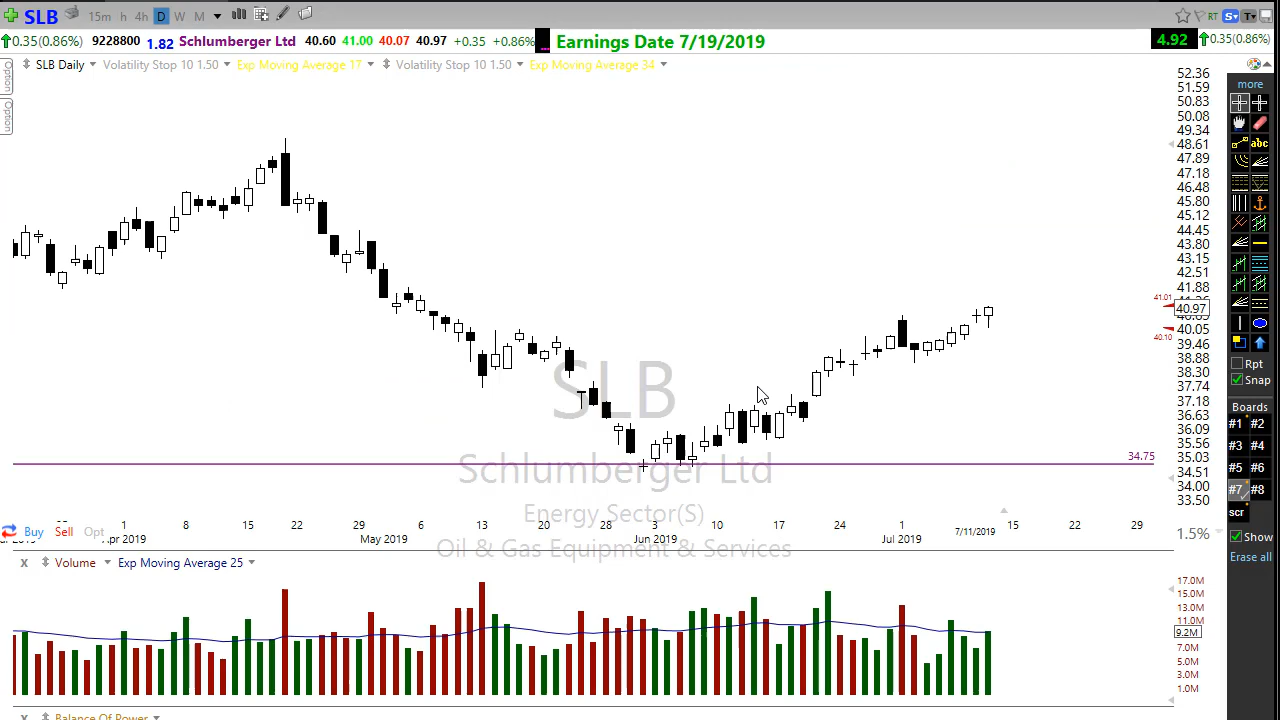 SLB 15m h 4h D W M RT S T
0.35(0.86%) 9228800 1.82 Schlumberger Ltd 40.60 41.00 40.07 40.97 +0.35 +0.86% ... Earnings Date 7/19/2019 4.92 0.35(0.86%)
SLB Daily Volatility Stop 10 1.50 Exp Moving Average 17 Volatility Stop 10 1.50 Exp Moving Average 34
Option
Option
52.36
51.59
50.83
50.08
49.34
48.61
47.89
47.18
46.48
45.80
45.12
44.45
43.80
43.15
42.51
41.88
41.01
40.97
40.05
40.10
39.46
38.88
38.30
37.74
37.18
36.63
36.09
35.56
35.03
34.51
34.00
33.50
34.75
SLB
Schlumberger Ltd
Energy Sector(S)
Oil & Gas Equipment & Services
1 8 15 22 29 6 13 20 28 3 10 17 24 1 7/11/2019 15 22 29
Apr 2019 May 2019 Jun 2019 Jul 2019
Buy Sell Opt 1.5%
X Volume Exp Moving Average 25
17.0M
15.0M
13.0M
11.0M
9.2M
7.0M
5.0M
3.0M
1.0M
X Balance Of Power
more
abc
Rpt
Snap
Boards
#1 #2
#3 #4
#5 #6
#7 #8
scr
Show
Erase all